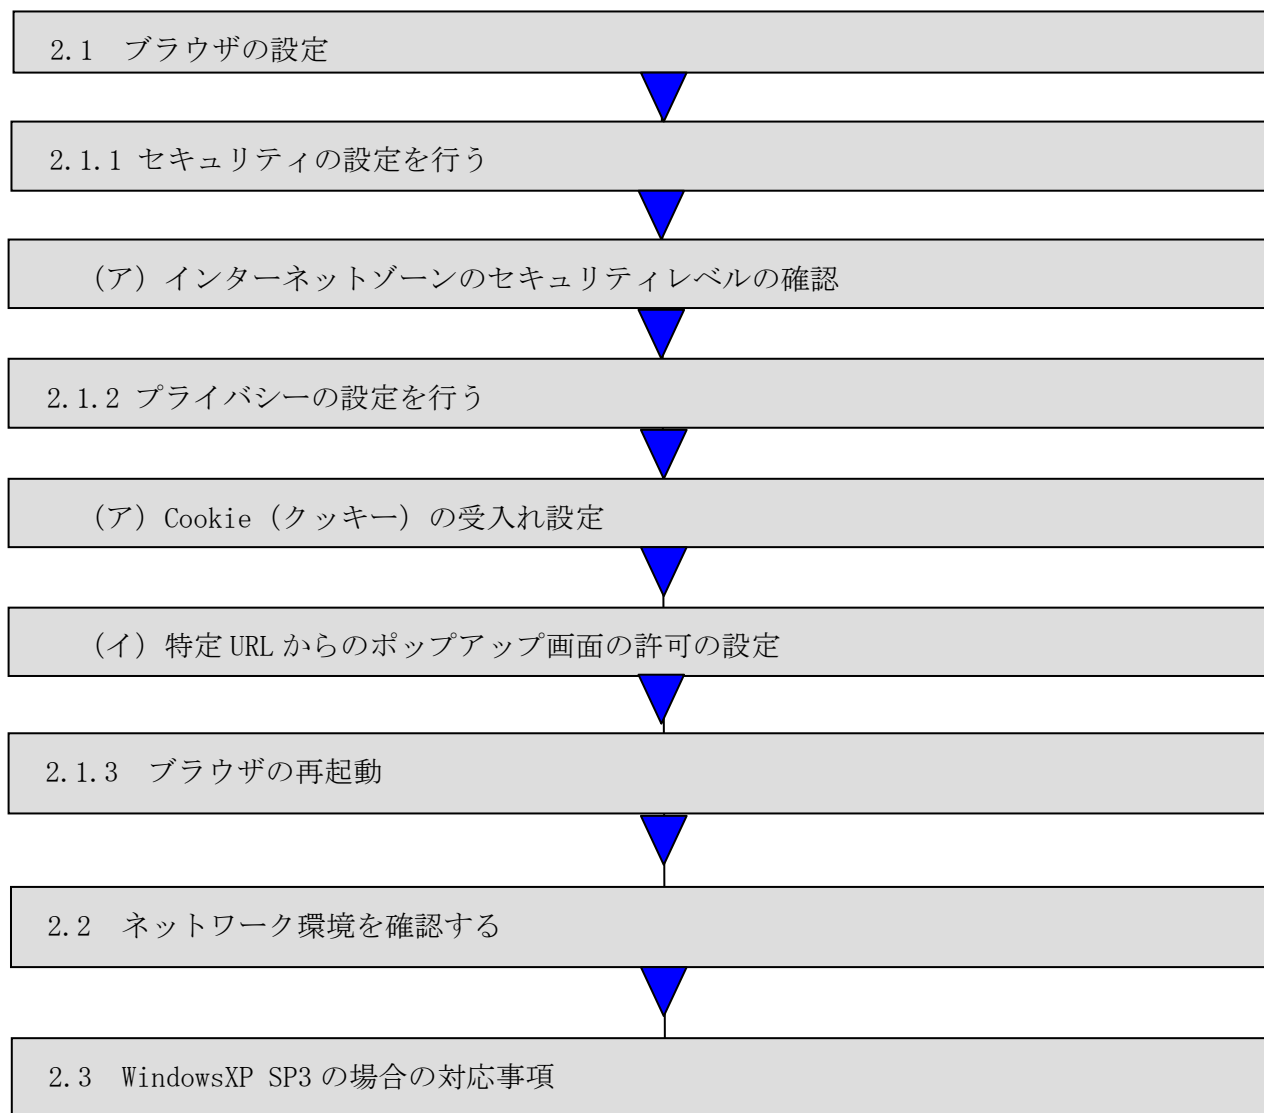 2.1 ブラウザの設定
2.1.1 セキュリティの設定を行う
（ア）インターネットゾーンのセキュリティレベルの確認
2.1.2 プライバシーの設定を行う
（ア）Cookie（クッキー）の受入れ設定
（イ）特定 URL からのポップアップ画面の許可の設定
2.1.3 ブラウザの再起動
2.2 ネットワーク環境を確認する
2.3 WindowsXP SP3 の場合の対応事項